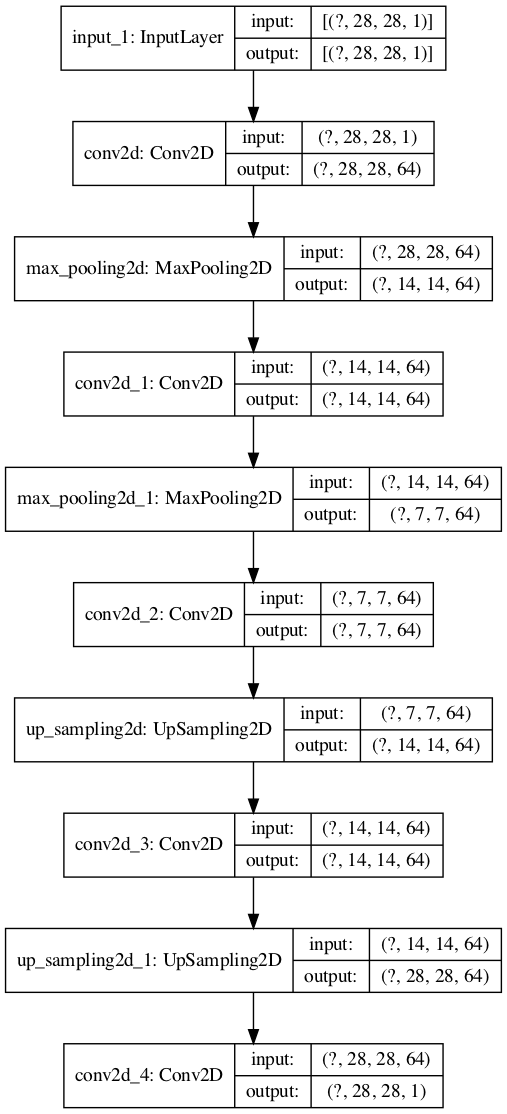 input_1: InputLayer
input: [(?, 28, 28, 1)]
output: [(?, 28, 28, 1)]
conv2d: Conv2D
input: (?, 28, 28, 1)
output: (?, 28, 28, 64)
max_pooling2d: MaxPooling2D
input: (?, 28, 28, 64)
output: (?, 14, 14, 64)
conv2d_1: Conv2D
input: (?, 14, 14, 64)
output: (?, 14, 14, 64)
max_pooling2d_1: MaxPooling2D
input: (?, 14, 14, 64)
output: (?, 7, 7, 64)
conv2d_2: Conv2D
input: (?, 7, 7, 64)
output: (?, 7, 7, 64)
up_sampling2d: UpSampling2D
input: (?, 7, 7, 64)
output: (?, 14, 14, 64)
conv2d_3: Conv2D
input: (?, 14, 14, 64)
output: (?, 14, 14, 64)
up_sampling2d_1: UpSampling2D
input: (?, 14, 14, 64)
output: (?, 28, 28, 64)
conv2d_4: Conv2D
input: (?, 28, 28, 64)
output: (?, 28, 28, 1)